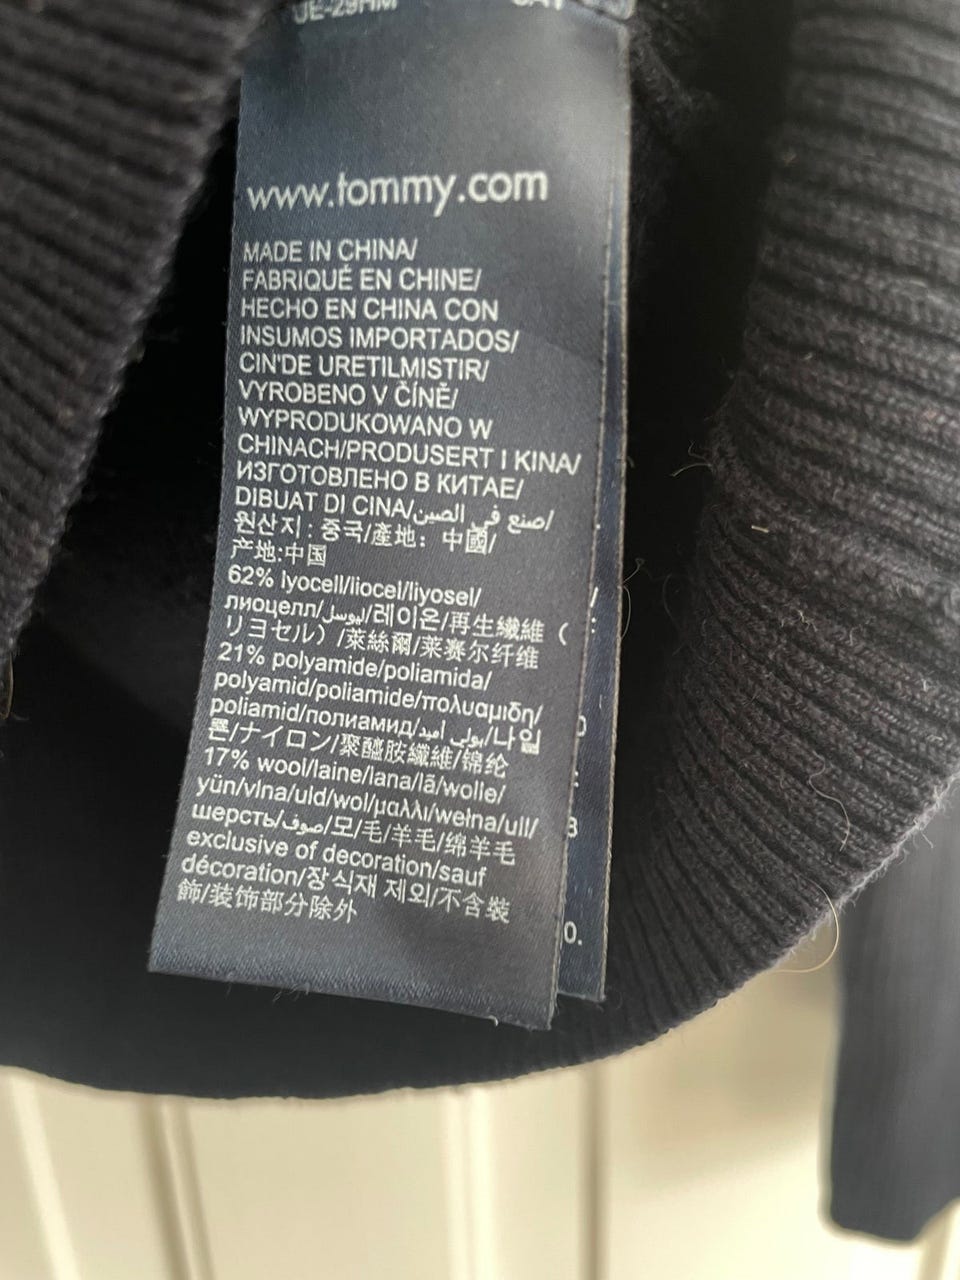 www.tommy.com
MADE IN CHINA/
FABRIQUÉ EN CHINE/
HECHO EN CHINA CON
INSUMOS IMPORTADOS/
CIN'DE URETILMISTIR/
VYROBENO V ČÍNĚ/
WYPRODUKOWANO W
CHINACH/PRODUSERT I KINA/
ИЗГОТОВЛЕНО В КИТАЕ/
DIBUAT DI CINA/صنع في الصين/
원산지 : 중국/產地: 中國/
产地:中国
62% lyocell/liocel/liyosel/
лиоцелл/ليوسل/레이온/再生繊維 (
リヨセル) /萊絲爾/莱赛尔纤维
21% polyamide/poliamida/
polyamid/poliamide/πολυαμιδη/
poliamid/полиамид/بولي أميد/나일
론/ナイロン/聚醯胺纖維/锦纶
17% wool/laine/lana/lã/wolle/
yün/vlna/uld/wol/μαλλι/wełna/ull/
шерсть/صوف/모/毛/羊毛/绵羊毛
exclusive of decoration/sauf
décoration/장식재 제외/不含裝
飾/装饰部分除外